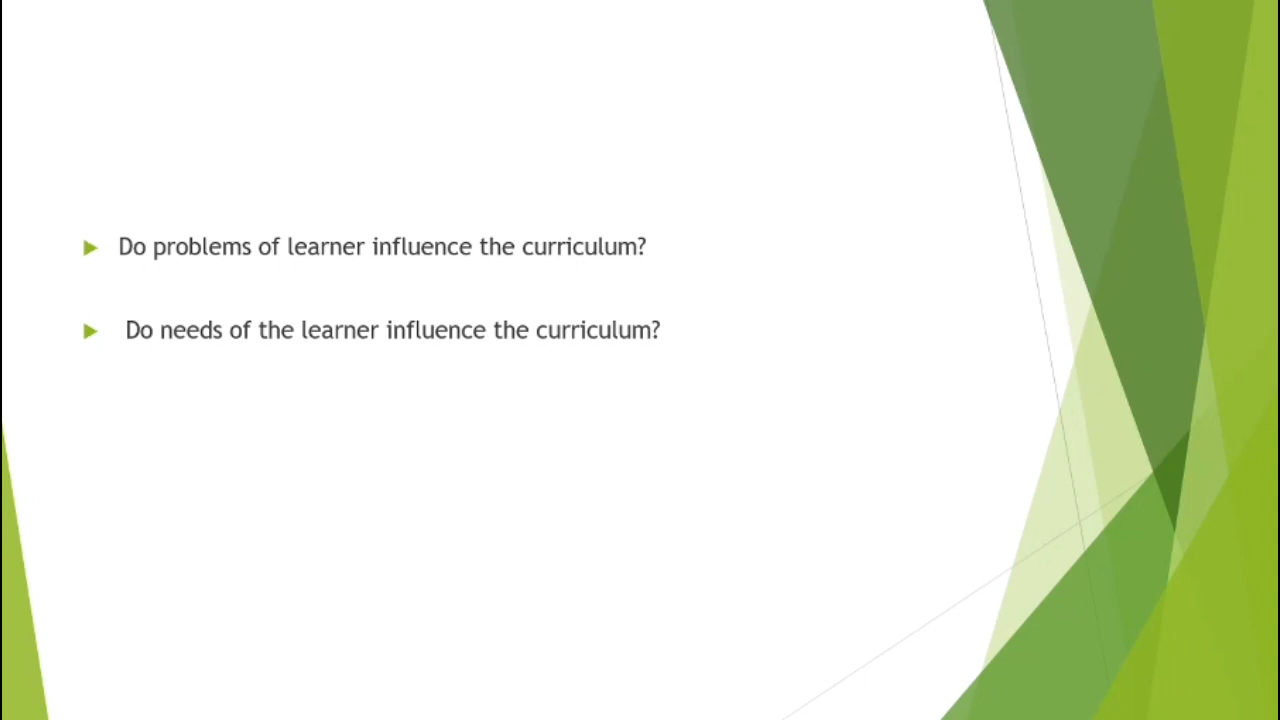 Do problems of learner influence the curriculum?
Do needs of the learner influence the curriculum?